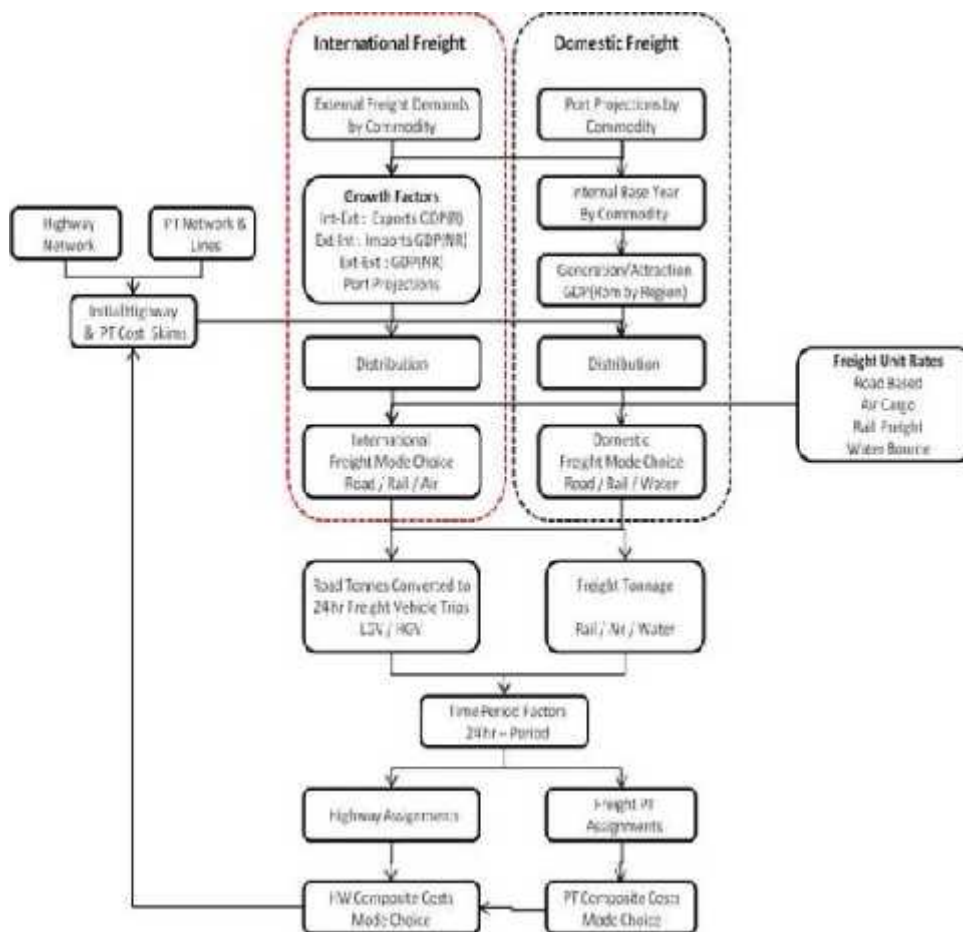 International Freight
Domestic Freight
External Freight Demands
by Commodity
Port Projections by
Commodity
Growth Factors
Int-Ext : Exports GDP(R)
Ext-Int : Imports GDP(NR)
Ext-Ext : GDP(NR)
Port Projections
Internal Base Year
By Commodity
Highway
Network
PT Network &
Lines
Generation/Attraction
GDP(Rom by Region)
Initial Highway
& PT Cost Skims
Distribution
Distribution
Freight Unit Rates
Road Based
Air Cargo
Rail Freight
Water Bourne
International
Freight Mode Choice
Road / Rail / Air
Domestic
Freight Mode Choice
Road / Rail / Water
Road Tonnes Converted to
24hr Freight Vehicle Trips
LGV / HGV
Freight Tonnage
Rail / Air / Water
Time Period Factors
24hr – Period
Highway Assignments
Freight PT
Assignments
HW Composite Costs
Mode Choice
PT Composite Costs
Mode Choice